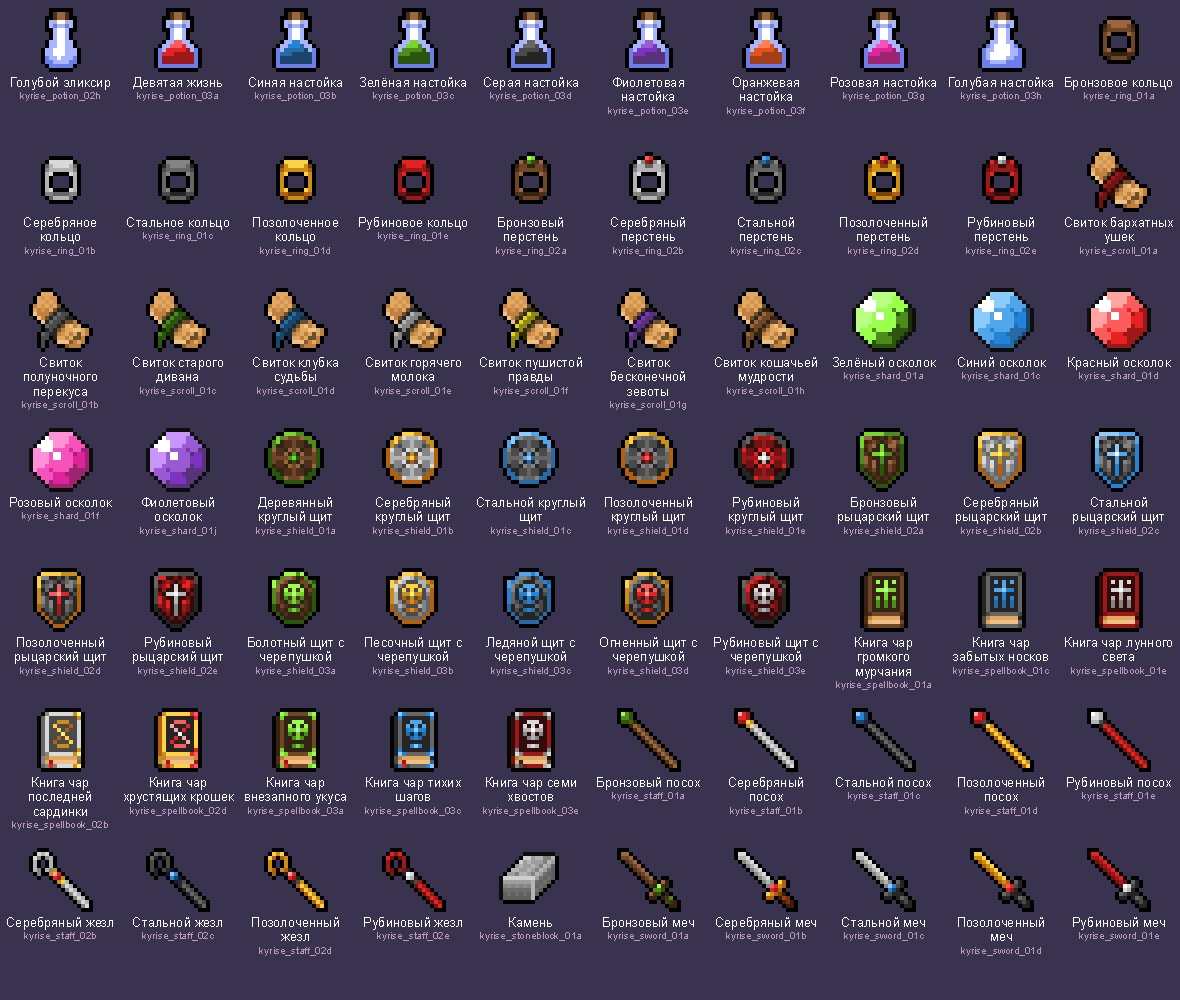 Голубой эликсир
kyrise_potion_02h
Девятая жизнь
kyrise_potion_03a
Синяя настойка
kyrise_potion_03b
Зелёная настойка
kyrise_potion_03c
Серая настойка
kyrise_potion_03d
Фиолетовая
настойка
kyrise_potion_03e
Оранжевая
настойка
kyrise_potion_03f
Розовая настойка
kyrise_potion_03g
Голубая настойка
kyrise_potion_03h
Бронзовое кольцо
kyrise_ring_01a
Серебряное
кольцо
kyrise_ring_01b
Стальное кольцо
kyrise_ring_01c
Позолоченное
кольцо
kyrise_ring_01d
Рубиновое кольцо
kyrise_ring_01e
Бронзовый
перстень
kyrise_ring_02a
Серебряный
перстень
kyrise_ring_02b
Стальной
перстень
kyrise_ring_02c
Позолоченный
перстень
kyrise_ring_02d
Рубиновый
перстень
kyrise_ring_02e
Свиток бархатных
ушек
kyrise_scroll_01a
Свиток
полуночного
перекуса
kyrise_scroll_01b
Свиток старого
дивана
kyrise_scroll_01c
Свиток клубка
судьбы
kyrise_scroll_01d
Свиток горячего
молока
kyrise_scroll_01e
Свиток пушистой
правды
kyrise_scroll_01f
Свиток
бесконечной
зевоты
kyrise_scroll_01g
Свиток кошачьей
мудрости
kyrise_scroll_01h
Зелёный осколок
kyrise_shard_01a
Синий осколок
kyrise_shard_01c
Красный осколок
kyrise_shard_01d
Розовый осколок
kyrise_shard_01f
Фиолетовый
осколок
kyrise_shard_01j
Деревянный
круглый щит
kyrise_shield_01a
Серебряный
круглый щит
kyrise_shield_01b
Стальной круглый
щит
kyrise_shield_01c
Позолоченный
круглый щит
kyrise_shield_01d
Рубиновый
круглый щит
kyrise_shield_01e
Бронзовый
рыцарский щит
kyrise_shield_02a
Серебряный
рыцарский щит
kyrise_shield_02b
Стальной
рыцарский щит
kyrise_shield_02c
Позолоченный
рыцарский щит
kyrise_shield_02d
Рубиновый
рыцарский щит
kyrise_shield_02e
Болотный щит с
черепушкой
kyrise_shield_03a
Песочный щит с
черепушкой
kyrise_shield_03b
Ледяной щит с
черепушкой
kyrise_shield_03c
Огненный щит с
черепушкой
kyrise_shield_03d
Рубиновый щит с
черепушкой
kyrise_shield_03e
Книга чар
громкого
мурчания
kyrise_spellbook_01a
Книга чар
забытых носков
kyrise_spellbook_01c
Книга чар лунного
света
kyrise_spellbook_01e
Книга чар
последней
сардинки
kyrise_spellbook_02b
Книга чар
хрустящих крошек
kyrise_spellbook_02d
Книга чар
внезапного укуса
kyrise_spellbook_03a
Книга чар тихих
шагов
kyrise_spellbook_03c
Книга чар семи
хвостов
kyrise_spellbook_03e
Бронзовый посох
kyrise_staff_01a
Серебряный
посох
kyrise_staff_01b
Стальной посох
kyrise_staff_01c
Позолоченный
посох
kyrise_staff_01d
Рубиновый посох
kyrise_staff_01e
Серебряный жезл
kyrise_staff_02b
Стальной жезл
kyrise_staff_02c
Позолоченный
жезл
kyrise_staff_02d
Рубиновый жезл
kyrise_staff_02e
Камень
kyrise_stoneblock_01a
Бронзовый меч
kyrise_sword_01a
Серебряный меч
kyrise_sword_01b
Стальной меч
kyrise_sword_01c
Позолоченный
меч
kyrise_sword_01d
Рубиновый меч
kyrise_sword_01e